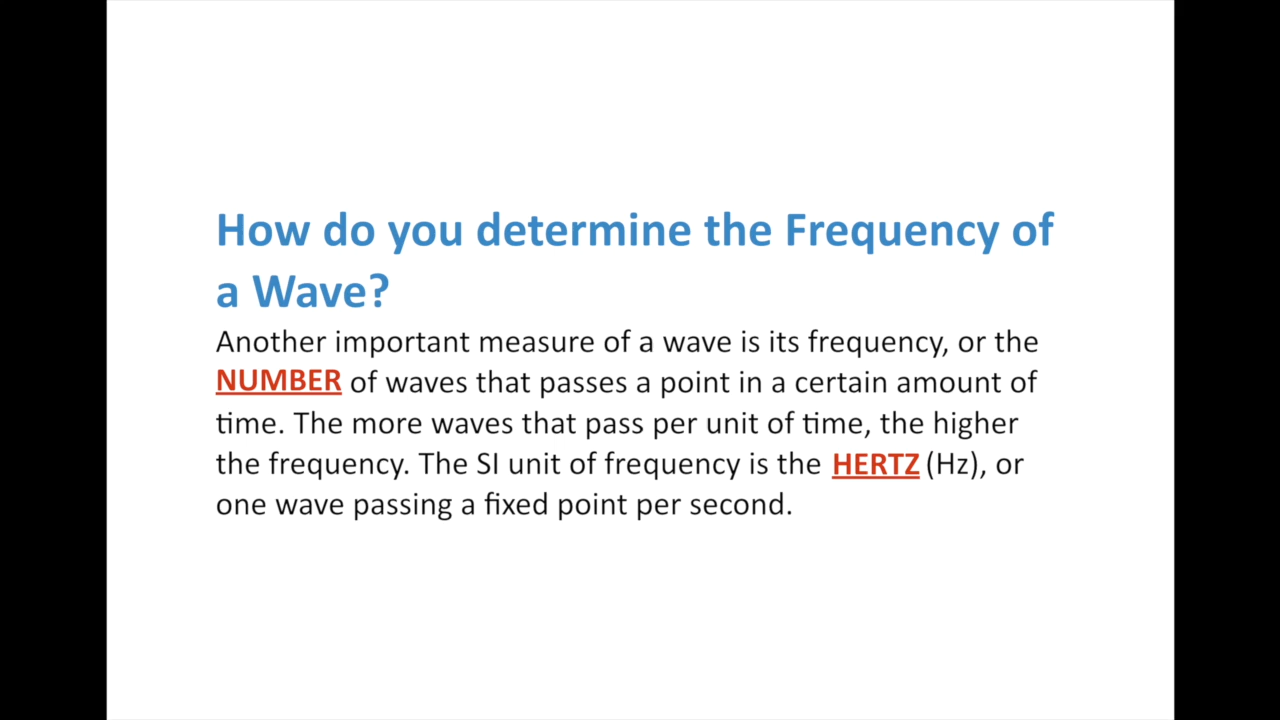 How do you determine the Frequency of
a Wave?
Another important measure of a wave is its frequency, or the
NUMBER of waves that passes a point in a certain amount of
time. The more waves that pass per unit of time, the higher
the frequency. The SI unit of frequency is the HERTZ (Hz), or
one wave passing a fixed point per second.